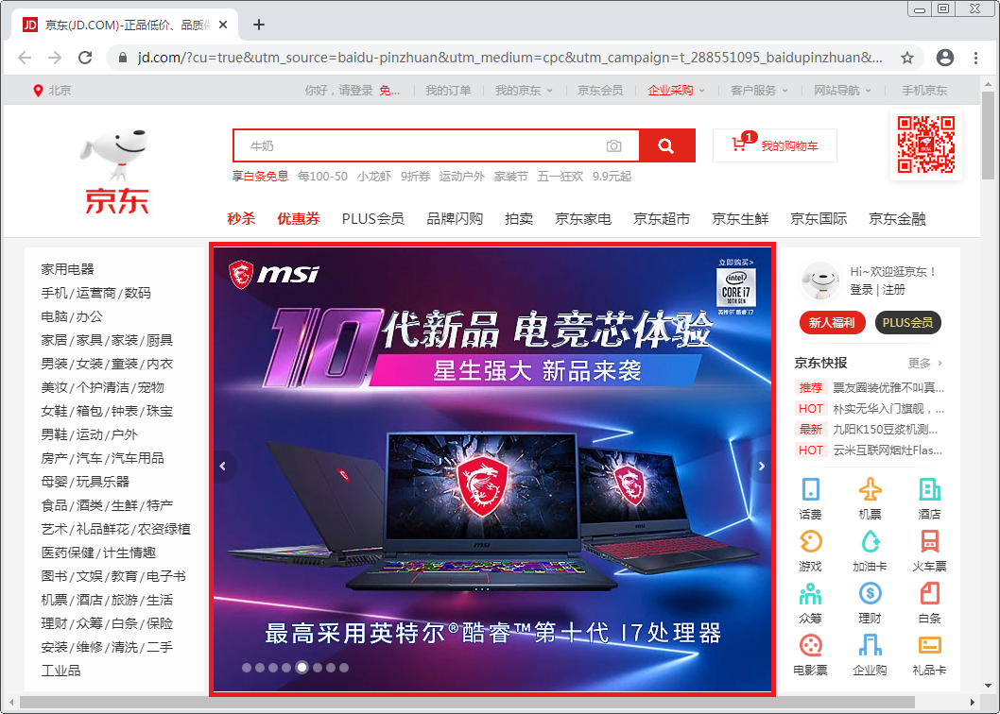 JD 京东(JD.COM)-正品低价、品质
jd.com/?cu=true&utm_source=baidu-pinzhuan&utm_medium=cpc&utm_campaign=t_288551095_baidupinzhuan&...
北京 你好，请登录 免... 我的订单 我的京东 京东会员 企业采购 客户服务 网站导航 手机京东
牛奶
1 我的购物车
享白条免息 每100-50 小龙虾 9折券 运动户外 家装节 五一狂欢 9.9元起
京东
秒杀 优惠券 PLUS会员 品牌闪购 拍卖 京东家电 京东超市 京东生鲜 京东国际 京东金融
家用电器
手机/运营商/数码
电脑/办公
家居/家具/家装/厨具
男装/女装/童装/内衣
美妆/个护清洁/宠物
女鞋/箱包/钟表/珠宝
男鞋/运动/户外
房产/汽车/汽车用品
母婴/玩具乐器
食品/酒类/生鲜/特产
艺术/礼品鲜花/农资绿植
医药保健/计生情趣
图书/文娱/教育/电子书
机票/酒店/旅游/生活
理财/众筹/白条/保险
安装/维修/清洗/二手
工业品
msi
立即购买>
intel
CORE i7
10TH GEN
英特尔®酷睿™i7
10代新品 电竞芯体验
星生强大 新品来袭
msi
msi
最高采用英特尔®酷睿™第十代 I7处理器
Hi~欢迎逛京东！
登录 | 注册
新人福利 PLUS会员
京东快报 更多
推荐 票友圆装优雅不叫真...
HOT 朴实无华入门旗舰，...
最新 九阳K150豆浆机测...
HOT 云米互联网烟灶Flas...
话费 机票 酒店
游戏 加油卡 火车票
众筹 理财 白条
电影票 企业购 礼品卡